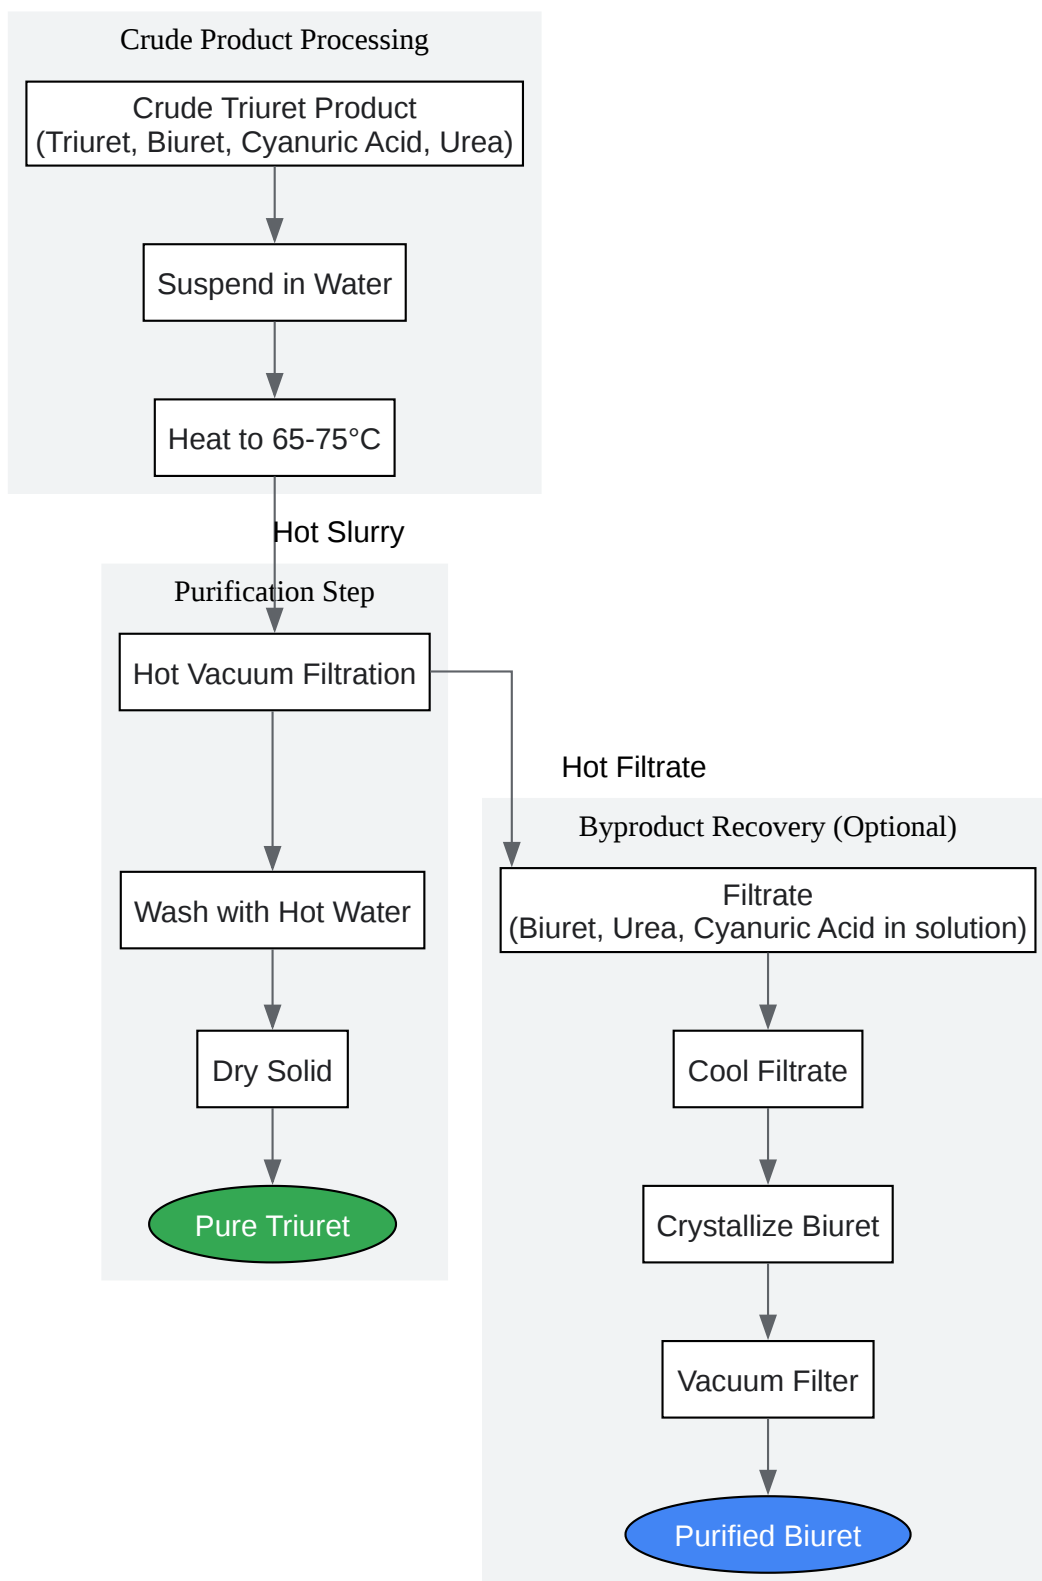 Crude Product Processing
Crude Triuret Product
(Triuret, Biuret, Cyanuric Acid, Urea)
Suspend in Water
Heat to 65-75°C
Hot Slurry
Purification Step
Hot Vacuum Filtration
Wash with Hot Water
Dry Solid
Pure Triuret
Hot Filtrate
Byproduct Recovery (Optional)
Filtrate
(Biuret, Urea, Cyanuric Acid in solution)
Cool Filtrate
Crystallize Biuret
Vacuum Filter
Purified Biuret